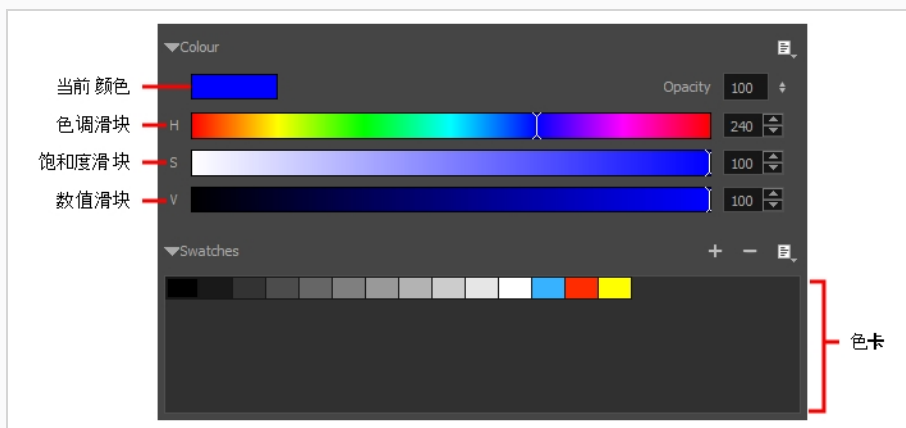 Colour
当前颜色
Opacity 100
色调滑块 H 240
饱和度滑块 S 100
数值滑块 V 100
Swatches
色卡